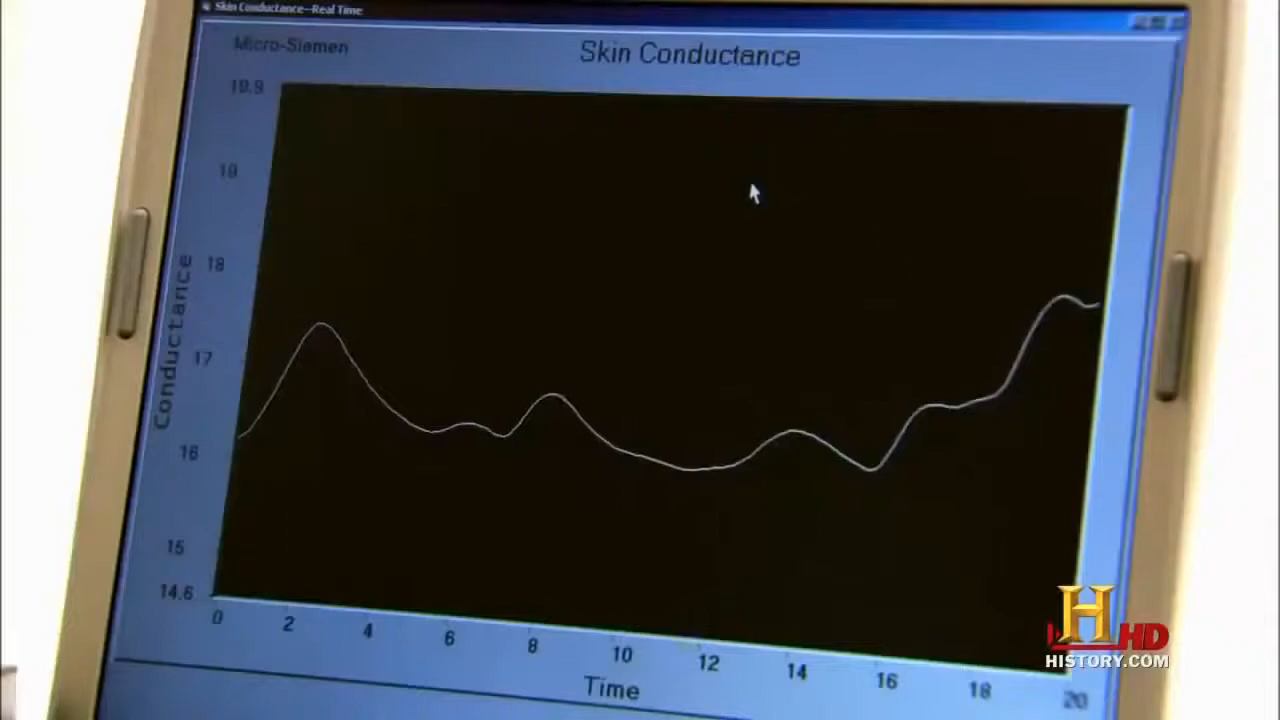 Skin Conductance--Real Time
Micro-Siemen
Skin Conductance
19.9
19
18
17
16
15
14.6
Conductance
0 2 4 6 8 10 12 14 16 18 20
Time
H HD
HISTORY.COM